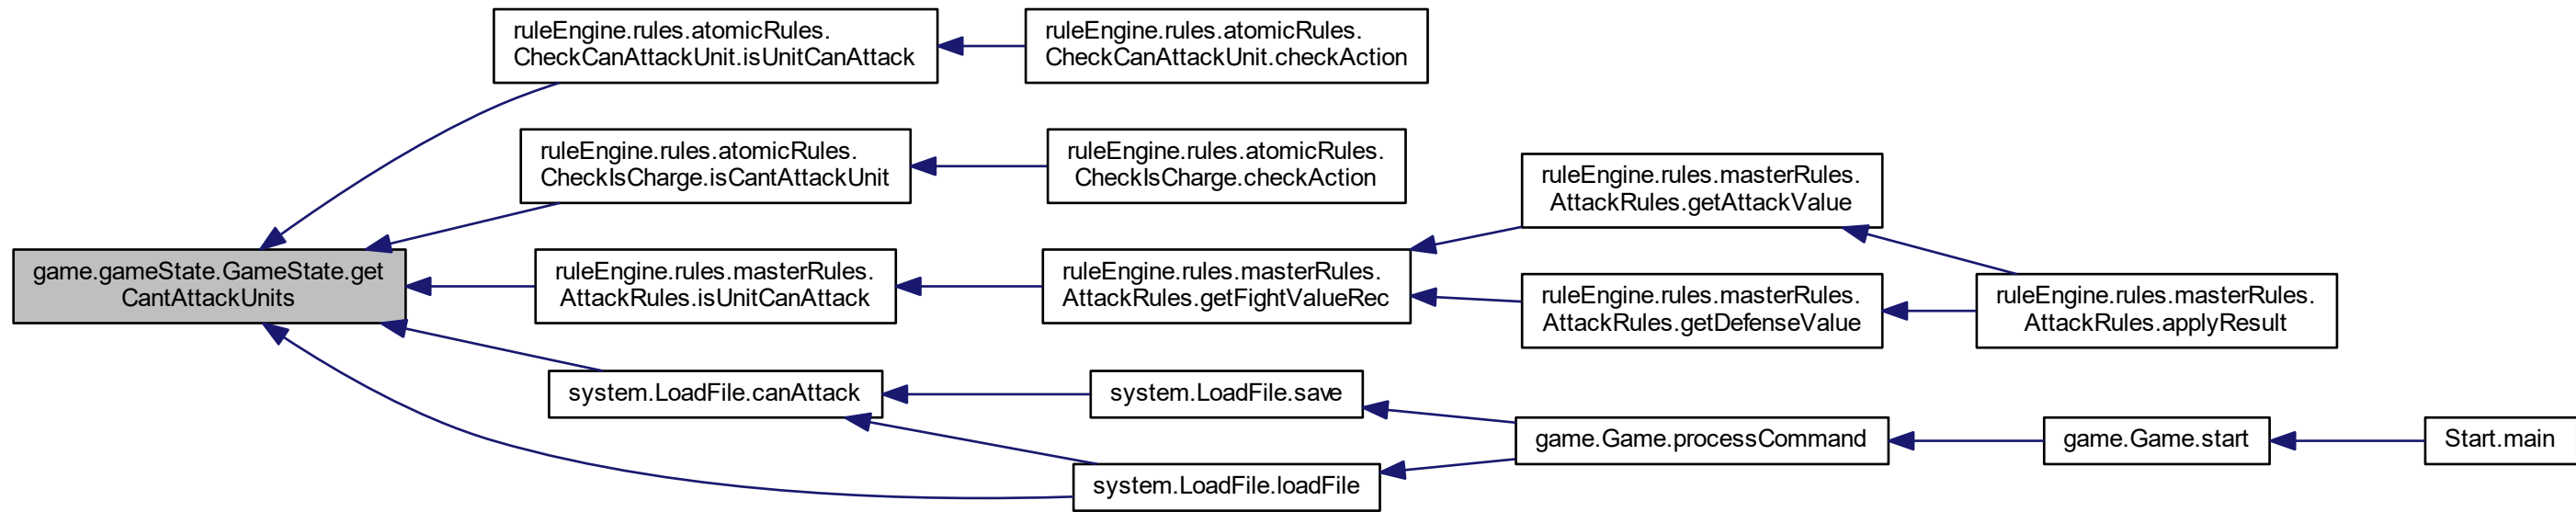 ruleEngine.rules.atomicRules.
CheckCanAttackUnit.isUnitCanAttack
ruleEngine.rules.atomicRules.
CheckCanAttackUnit.checkAction
ruleEngine.rules.atomicRules.
CheckIsCharge.isCantAttackUnit
ruleEngine.rules.atomicRules.
CheckIsCharge.checkAction
game.gameState.GameState.get
CantAttackUnits
ruleEngine.rules.masterRules.
AttackRules.isUnitCanAttack
ruleEngine.rules.masterRules.
AttackRules.getFightValueRec
ruleEngine.rules.masterRules.
AttackRules.getAttackValue
ruleEngine.rules.masterRules.
AttackRules.getDefenseValue
ruleEngine.rules.masterRules.
AttackRules.applyResult
system.LoadFile.canAttack
system.LoadFile.save
system.LoadFile.loadFile
game.Game.processCommand
game.Game.start
Start.main